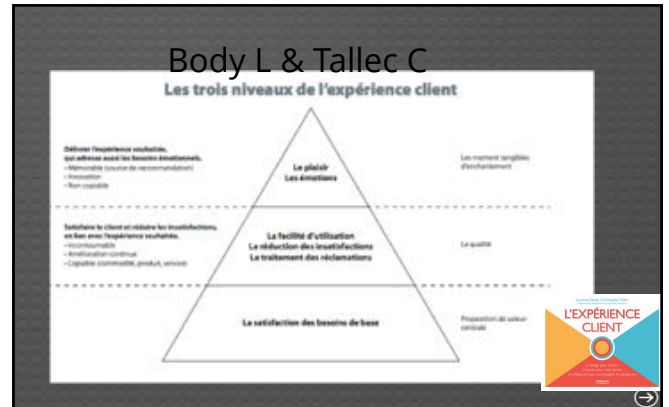 Body L & Tallec C
Les trois niveaux de l'expérience client
Délivrer l'expérience souhaitée,
qui adresse aussi les besoins émotionnels.
– Mémorable (source de recommandation)
– Innovation
– Non copiable
Le plaisir
Les émotions
Les moment tangibles
d'enchantement
Satisfaire le client et réduire les insatisfactions,
en lien avec l'expérience souhaitée.
– Incontournable
– Amélioration continue
– Copiable (commodité, produit, service)
La facilité d'utilisation
La réduction des insatisfactions
Le traitement des réclamations
La qualité
La satisfaction des besoins de base
Proposition de valeur
centrale
L'EXPÉRIENCE
CLIENT